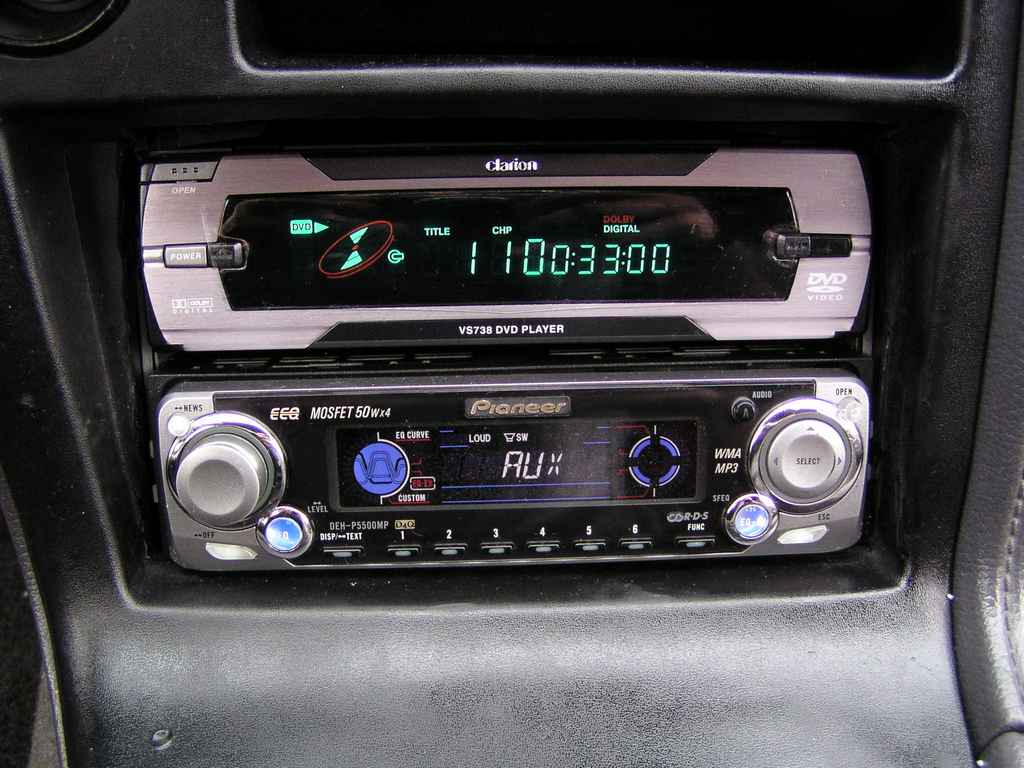 clarion
OPEN
DVD
TITLE
CHP
DOLBY
DIGITAL
1 1 00:33:00
POWER
DOLBY
DIGITAL
DVD
VIDEO
VS738 DVD PLAYER
NEWS
EEQ MOSFET 50Wx4
Pioneer
AUDIO
OPEN
EQ CURVE
LOUD
SW
AUX
CUSTOM
WMA
MP3
SELECT
LEVEL
SFEQ
EQ
DEH-P5500MP
R·D·S
FUNC
ESC
OFF
DISP/TEXT
1 2 3 4 5 6